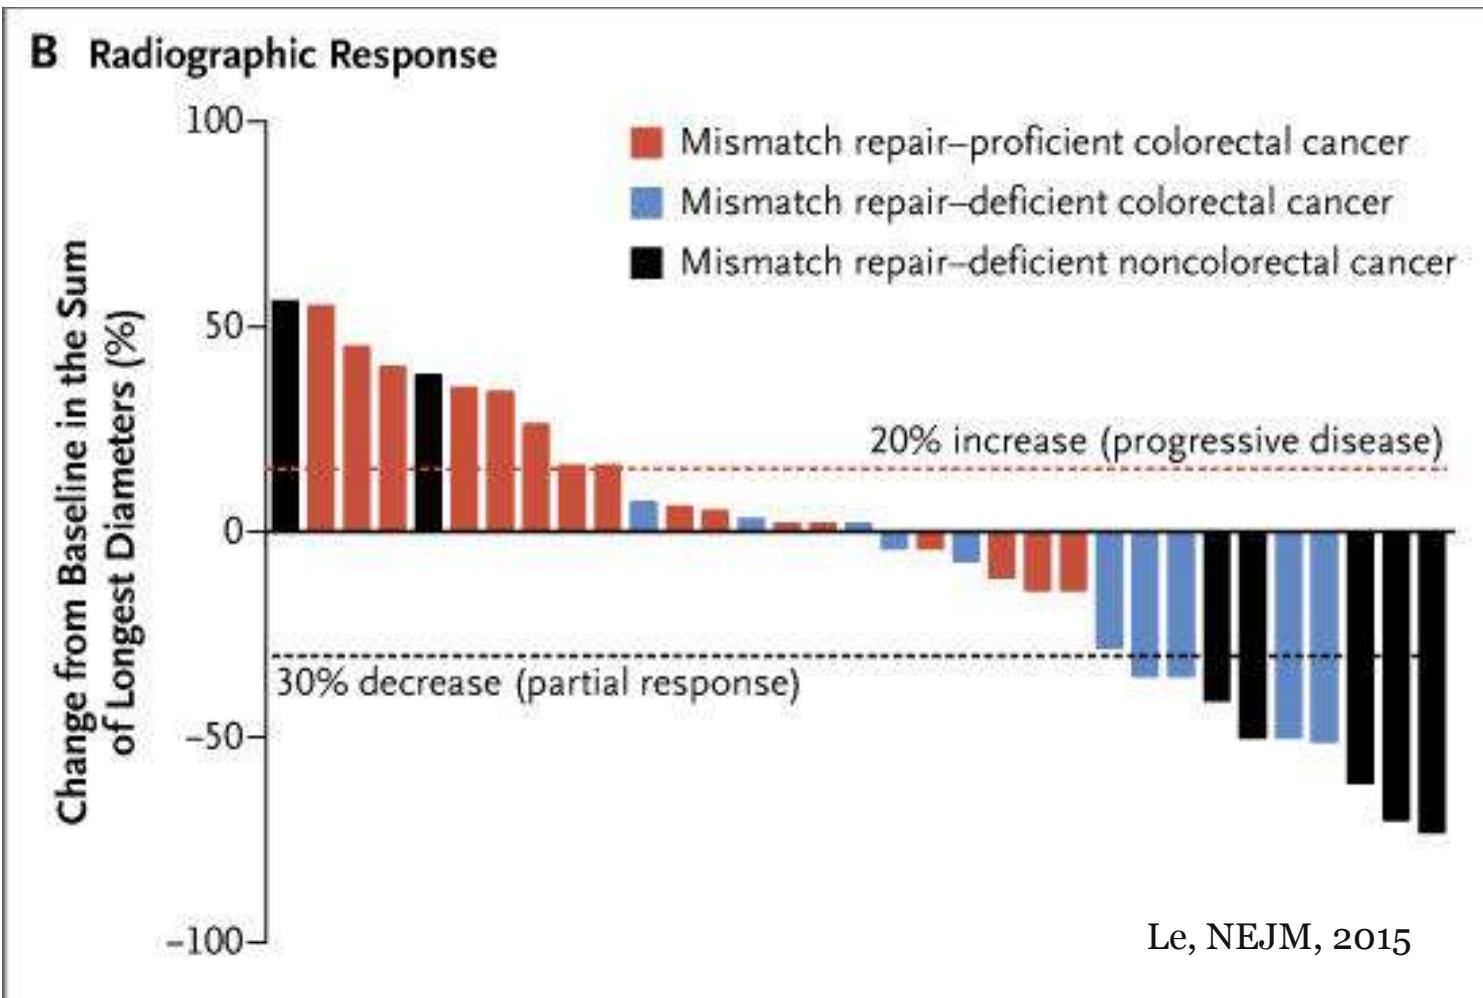 B Radiographic Response
100
50
0
–50
–100
Change from Baseline in the Sum
of Longest Diameters (%)
Mismatch repair–proficient colorectal cancer
Mismatch repair–deficient colorectal cancer
Mismatch repair–deficient noncolorectal cancer
20% increase (progressive disease)
30% decrease (partial response)
Le, NEJM, 2015